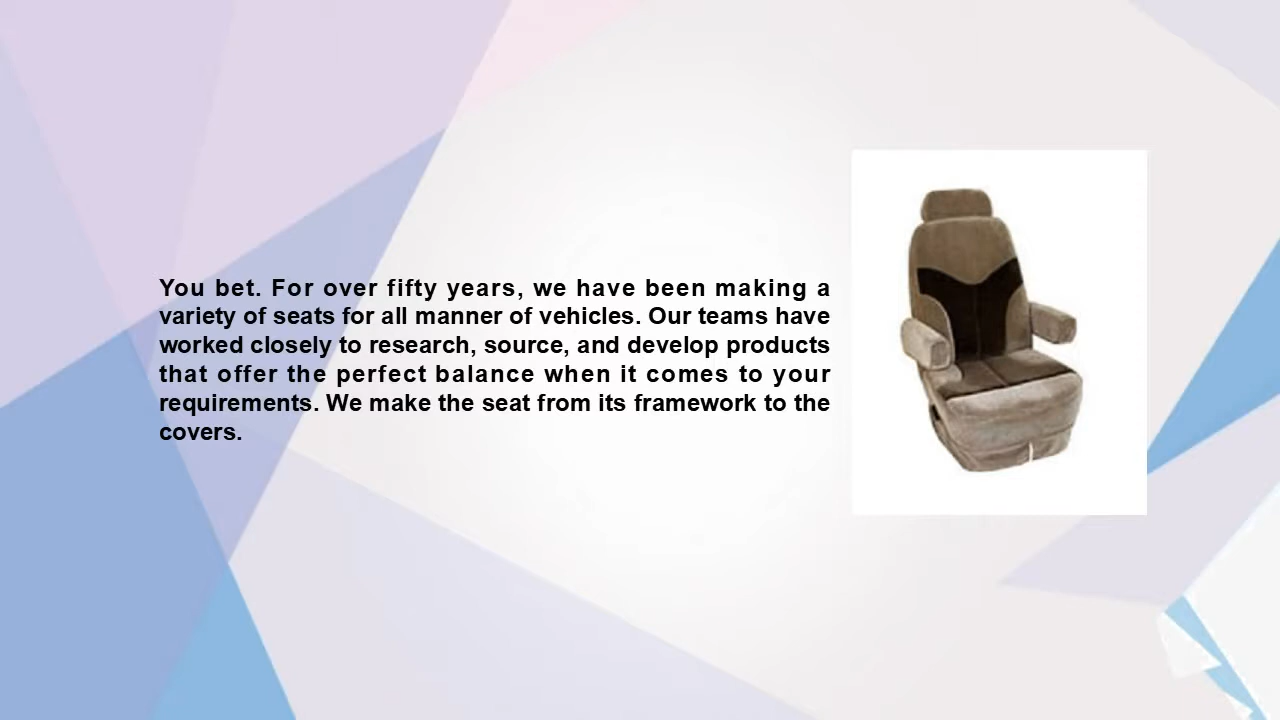 You bet. For over fifty years, we have been making a
variety of seats for all manner of vehicles. Our teams have
worked closely to research, source, and develop products
that offer the perfect balance when it comes to your
requirements. We make the seat from its framework to the
covers.